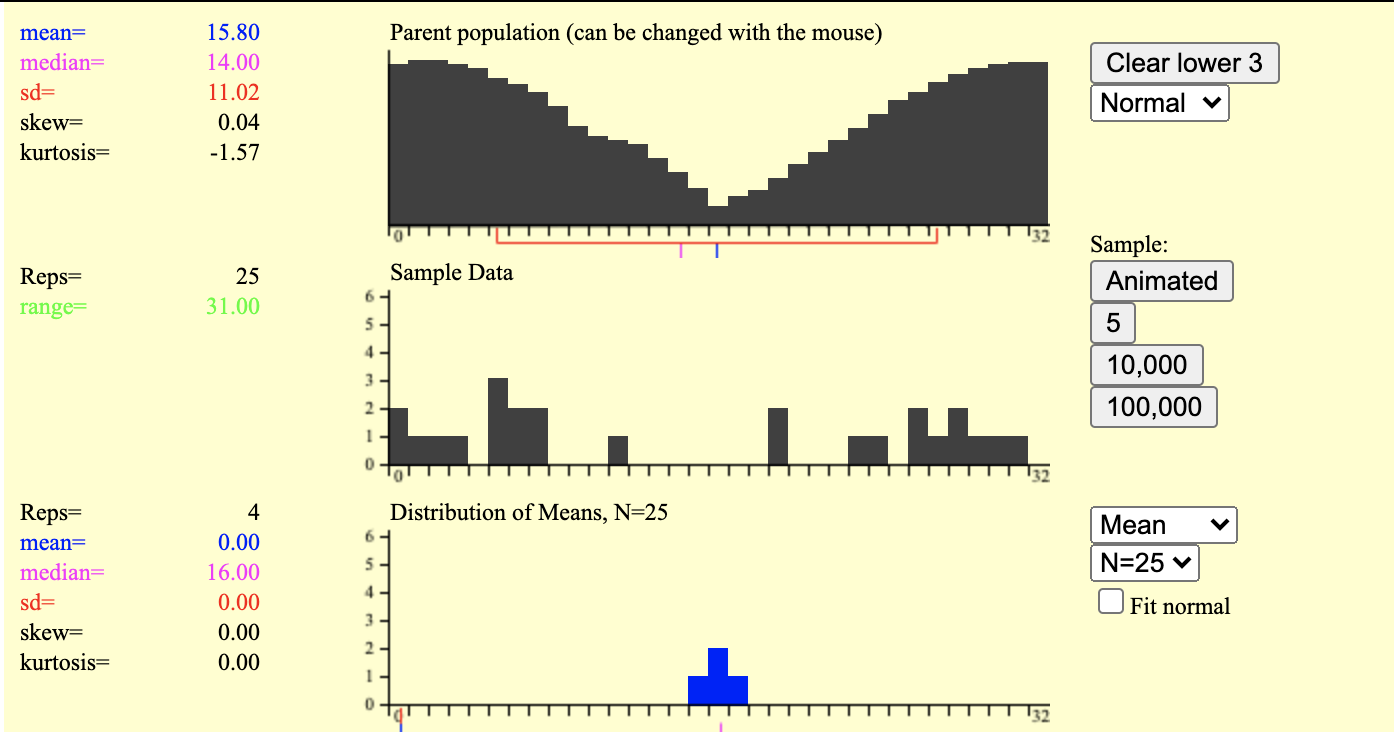 mean= 15.80
median= 14.00
sd= 11.02
skew= 0.04
kurtosis= -1.57
Parent population (can be changed with the mouse)
0 32
Clear lower 3
Normal
Reps= 25
range= 31.00
Sample Data
6
5
4
3
2
1
0
0 32
Sample:
Animated
5
10,000
100,000
Reps= 4
mean= 0.00
median= 16.00
sd= 0.00
skew= 0.00
kurtosis= 0.00
Distribution of Means, N=25
6
5
4
3
2
1
0
0 32
Mean
N=25
Fit normal